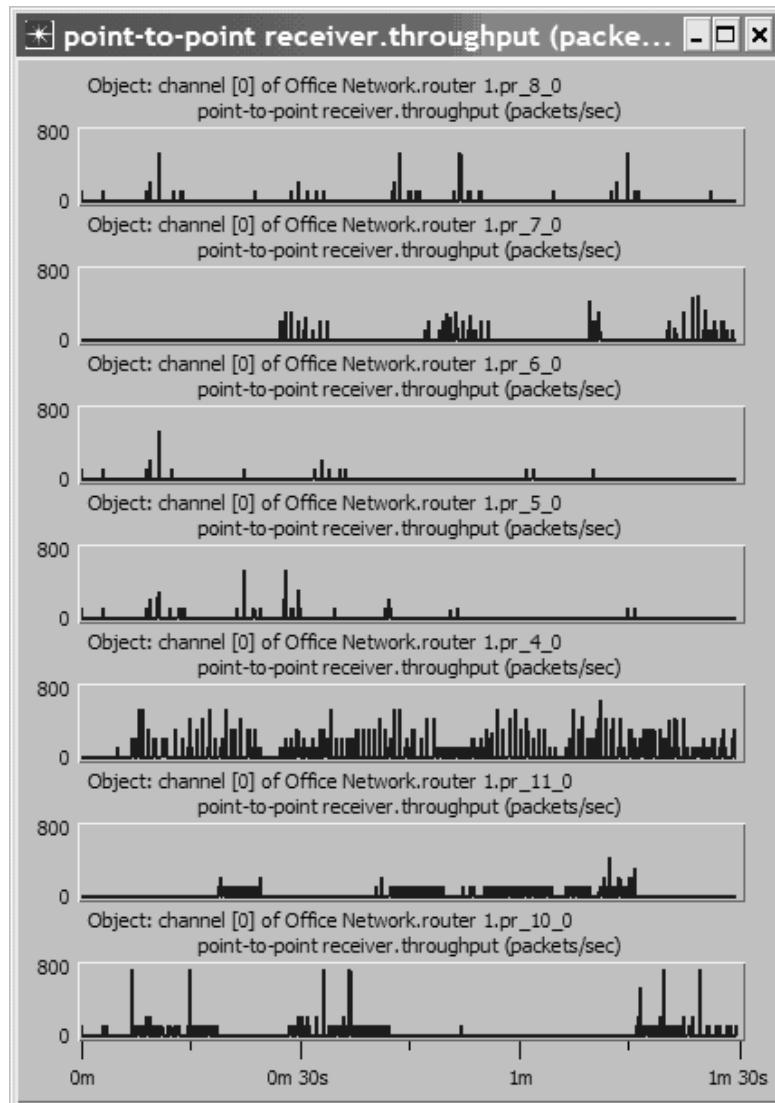 point-to-point receiver.throughput (packe...
Object: channel [0] of Office Network.router 1.pr_8_0
point-to-point receiver.throughput (packets/sec)
800
0
Object: channel [0] of Office Network.router 1.pr_7_0
point-to-point receiver.throughput (packets/sec)
800
0
Object: channel [0] of Office Network.router 1.pr_6_0
point-to-point receiver.throughput (packets/sec)
800
0
Object: channel [0] of Office Network.router 1.pr_5_0
point-to-point receiver.throughput (packets/sec)
800
0
Object: channel [0] of Office Network.router 1.pr_4_0
point-to-point receiver.throughput (packets/sec)
800
0
Object: channel [0] of Office Network.router 1.pr_11_0
point-to-point receiver.throughput (packets/sec)
800
0
Object: channel [0] of Office Network.router 1.pr_10_0
point-to-point receiver.throughput (packets/sec)
800
0
0m 0m 30s 1m 1m 30s